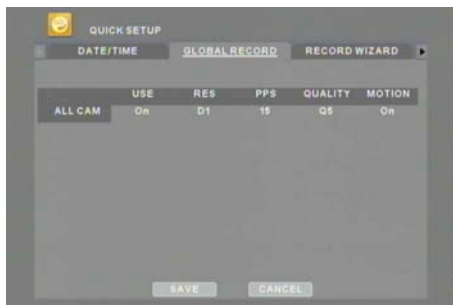 QUICK SETUP
DATE/TIME GLOBAL RECORD RECORD WIZARD
USE RES PPS QUALITY MOTION
ALL CAM On D1 15 Q5 On
SAVE CANCEL